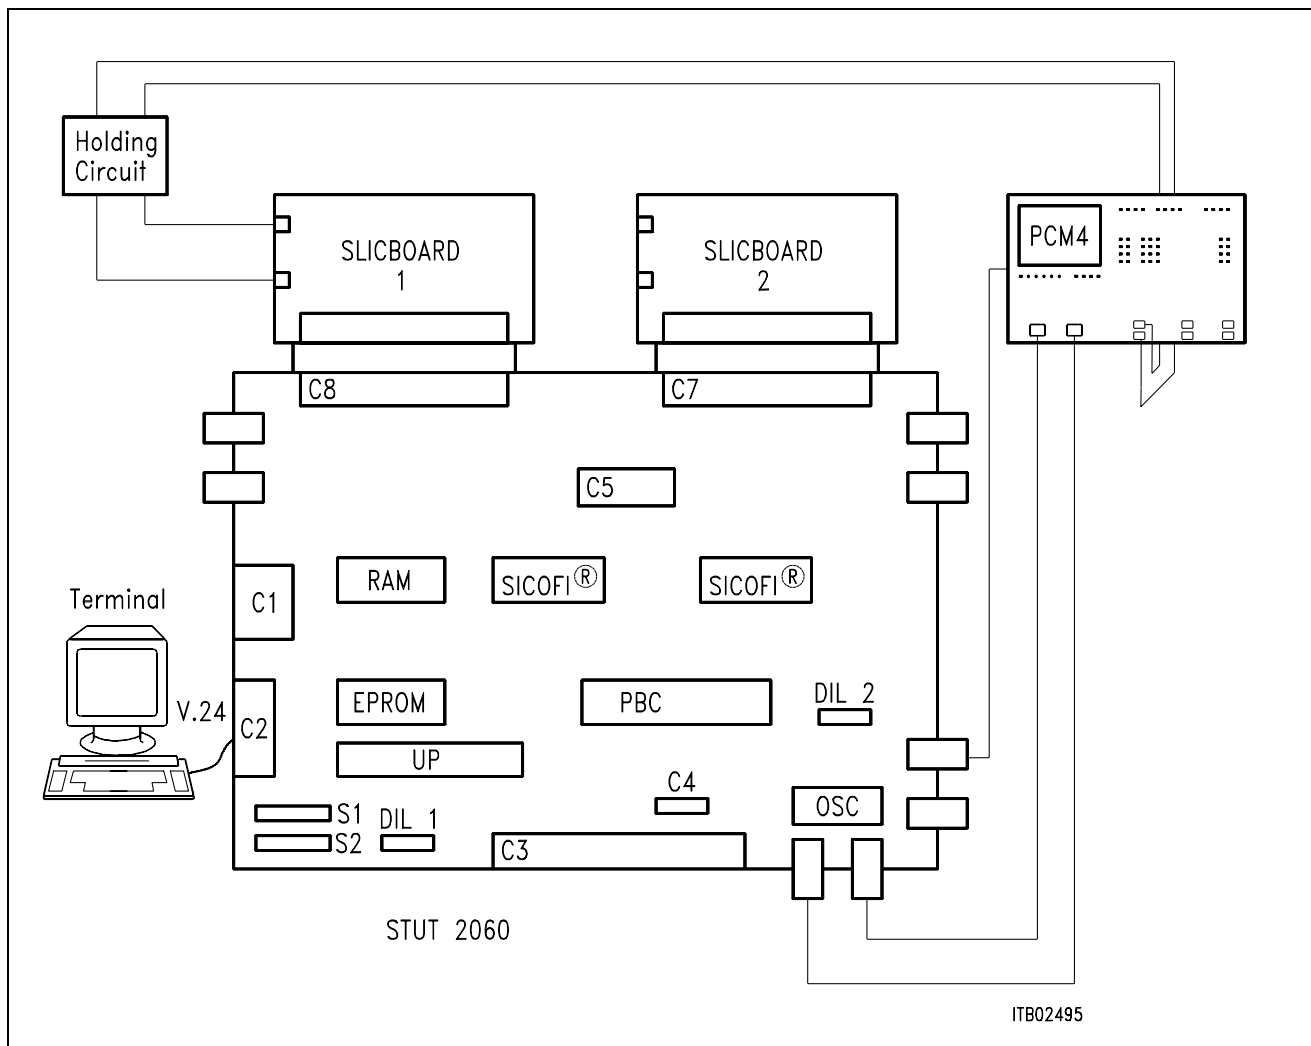 Holding
Circuit
SLICBOARD
1
SLICBOARD
2
PCM4
C8
C7
C5
RAM
SICOFI®
SICOFI®
C1
Terminal
V.24
C2
EPROM
PBC
DIL 2
UP
C4
OSC
S1
DIL 1
S2
C3
STUT 2060
ITB02495